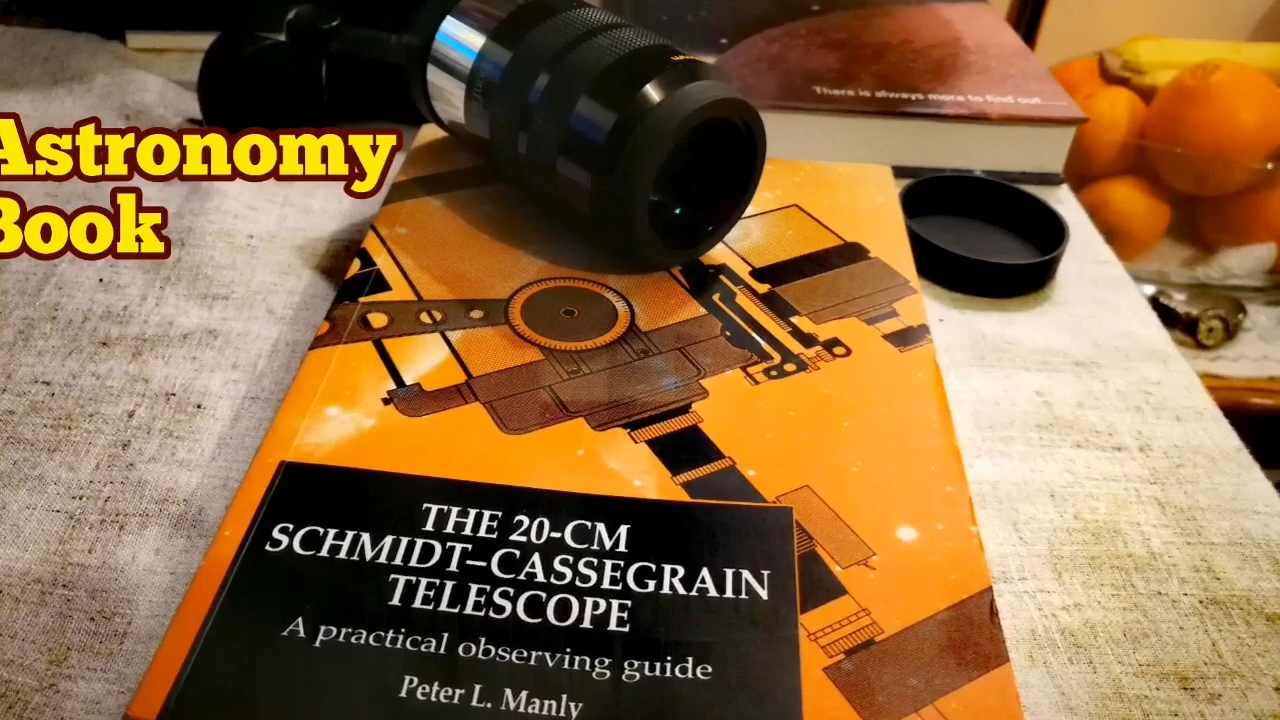 Astronomy
Book
There is always more to find out.....
THE 20-CM
SCHMIDT–CASSEGRAIN
TELESCOPE
A practical observing guide
Peter L. Manly